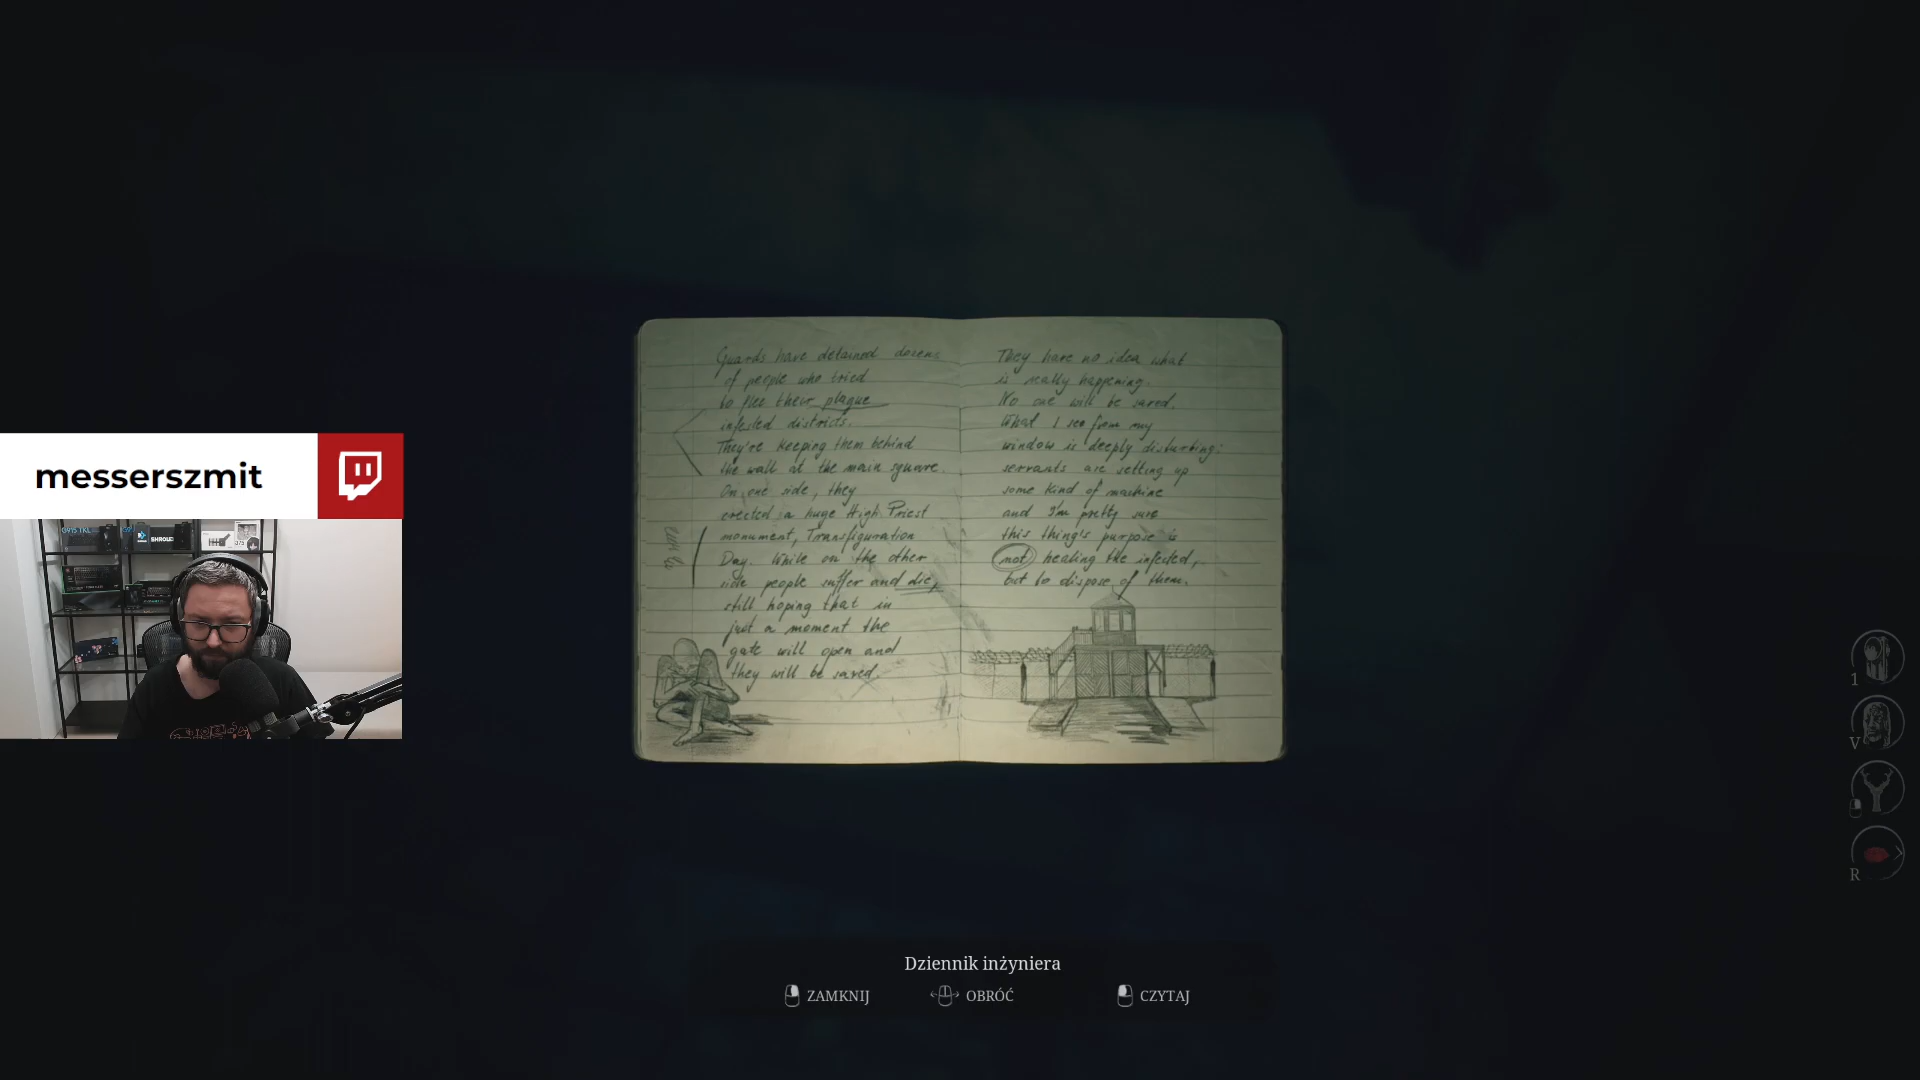 Guards have detained dozens
of people who tried
to flee their plague
infested districts.
They're keeping them behind
the wall at the main square.
On one side, they
erected a huge High Priest
monument, Transfiguration
Day. While on the other
side people suffer and die,
still hoping that in
just a moment the
gate will open and
they will be saved.
They have no idea what
is really happening.
No one will be saved.
What I see from my
window is deeply disturbing:
servants are setting up
some kind of machine
and I'm pretty sure
this thing's purpose is
not healing the infected,
but to dispose of them.
messerszmit
1
V
R
Dziennik inżyniera
ZAMKNIJ OBRÓĆ CZYTAJ